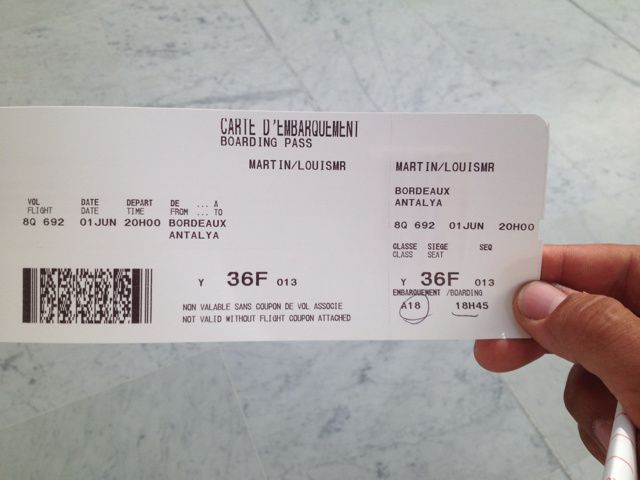 CARTE D'EMBARQUEMENT
BOARDING PASS
MARTIN/LOUISMR
VOL DATE DEPART DE ... A
FLIGHT DATE TIME FROM ... TO
8Q 692 01JUN 20H00 BORDEAUX
ANTALYA
Y 36F 013
NON VALABLE SANS COUPON DE VOL ASSOCIE
NOT VALID WITHOUT FLIGHT COUPON ATTACHED
MARTIN/LOUISMR
BORDEAUX
ANTALYA
8Q 692 01JUN 20H00
CLASSE SIEGE SEQ
CLASS SEAT
Y 36F 013
EMBARQUEMENT /BOARDING
A18 18H45